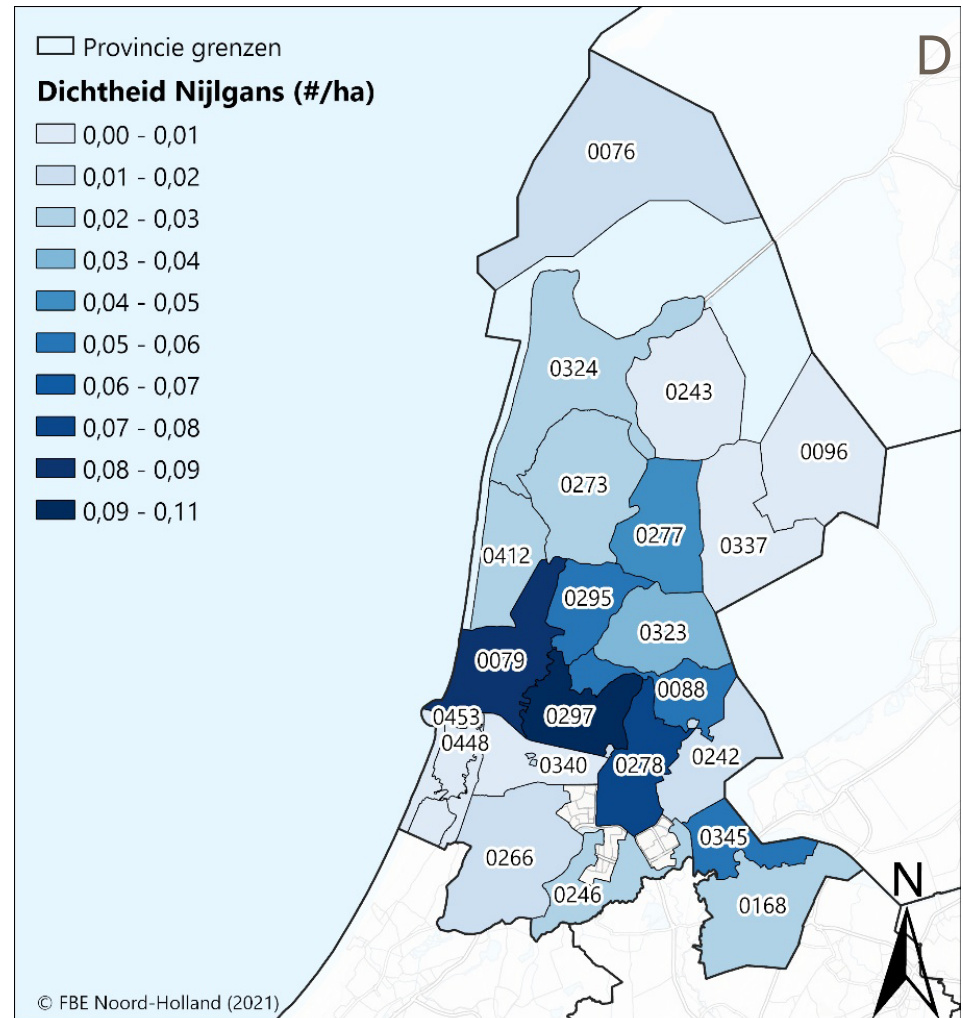 D
Provincie grenzen
Dichtheid Nijlgans (#/ha)
0,00 - 0,01
0,01 - 0,02
0,02 - 0,03
0,03 - 0,04
0,04 - 0,05
0,05 - 0,06
0,06 - 0,07
0,07 - 0,08
0,08 - 0,09
0,09 - 0,11
0076
0324
0243
0096
0273
0277
0337
0412
0295
0323
0079
0088
0453
0297
0448
0242
0340
0278
0345
0266
0246
0168
N
© FBE Noord-Holland (2021)